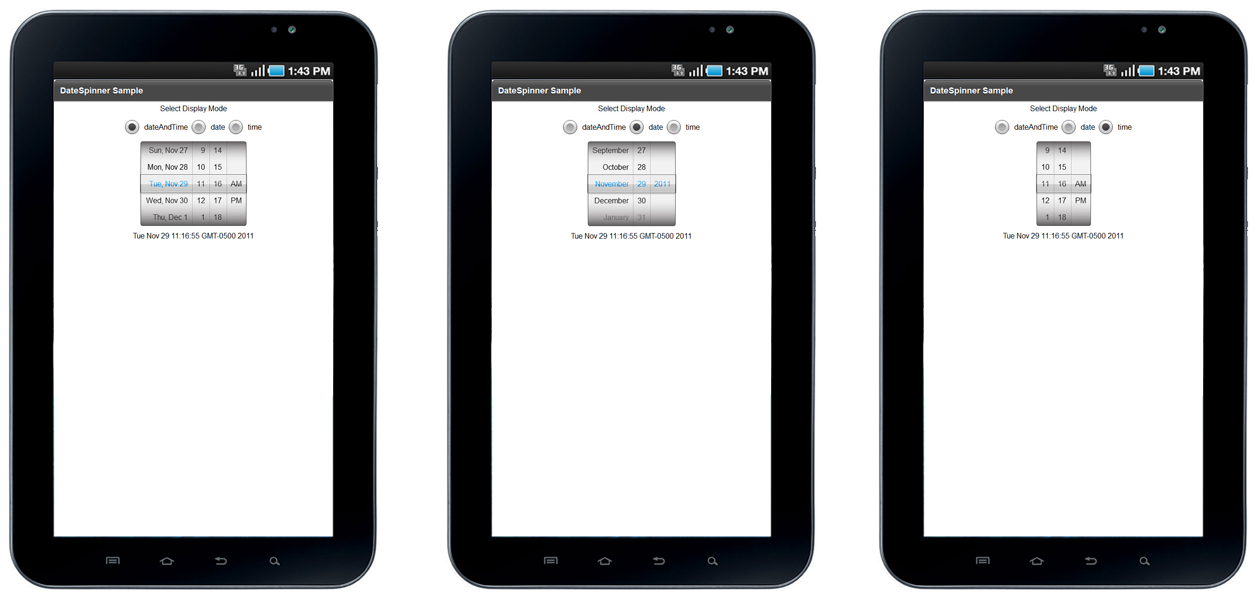 3G 1:43 PM
DateSpinner Sample
Select Display Mode
dateAndTime date time
Sun, Nov 27 9 14
Mon, Nov 28 10 15
Tue, Nov 29 11 16 AM
Wed, Nov 30 12 17 PM
Thu, Dec 1 1 18
Tue Nov 29 11:16:55 GMT-0500 2011
3G 1:43 PM
DateSpinner Sample
Select Display Mode
dateAndTime date time
September 27
October 28
November 29 2011
December 30
January 31
Tue Nov 29 11:16:55 GMT-0500 2011
3G 1:43 PM
DateSpinner Sample
Select Display Mode
dateAndTime date time
9 14
10 15
11 16 AM
12 17 PM
1 18
Tue Nov 29 11:16:55 GMT-0500 2011